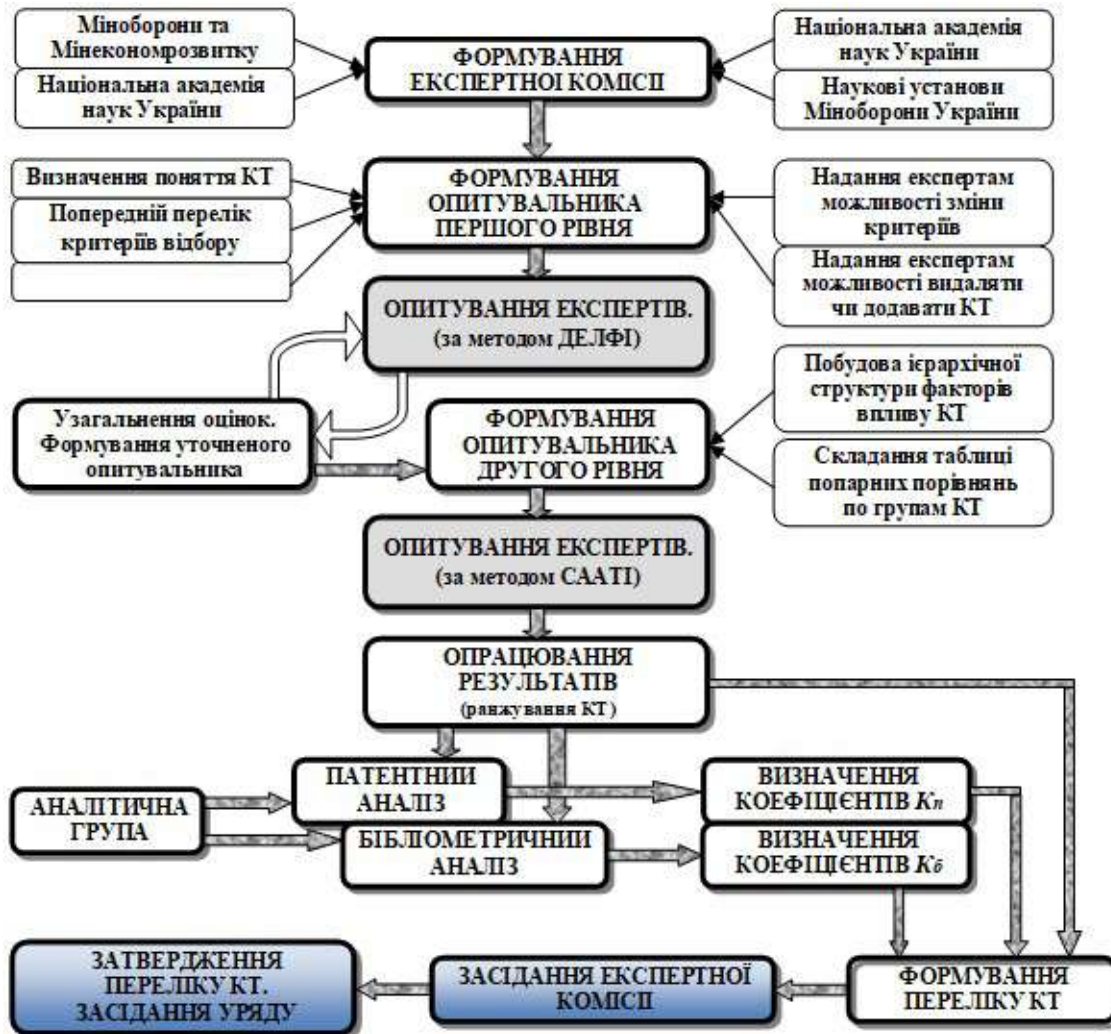 Міноборони та
Мінекономрозвитку
Національна академія
наук України
ФОРМУВАННЯ
ЕКСПЕРТНОЇ КОМІСІЇ
Національна академія
наук України
Наукові установи
Міноборони України
Визначення поняття КТ
Попередній перелік
критеріїв відбору
ФОРМУВАННЯ
ОПИТУВАЛЬНИКА
ПЕРШОГО РІВНЯ
Надання експертам
можливості зміни
критеріїв
Надання експертам
можливості видаляти
чи додавати КТ
ОПИТУВАННЯ ЕКСПЕРТІВ.
(за методом ДЕЛФІ)
Узагальнення оцінок.
Формування уточненого
опитувальника
ФОРМУВАННЯ
ОПИТУВАЛЬНИКА
ДРУГОГО РІВНЯ
Побудова ієрархічної
структури факторів
впливу КТ
Складання таблиці
попарних порівнянь
по групам КТ
ОПИТУВАННЯ ЕКСПЕРТІВ.
(за методом СААТІ)
ОПРАЦЮВАННЯ
РЕЗУЛЬТАТІВ
(ранжування КТ)
АНАЛІТИЧНА
ГРУПА
ПАТЕНТНИЙ
АНАЛІЗ
ВИЗНАЧЕННЯ
КОЕФІЦІЄНТІВ Кп
БІБЛІОМЕТРИЧНИЙ
АНАЛІЗ
ВИЗНАЧЕННЯ
КОЕФІЦІЄНТІВ Кб
ЗАТВЕРДЖЕННЯ
ПЕРЕЛІКУ КТ.
ЗАСІДАННЯ УРЯДУ
ЗАСІДАННЯ ЕКСПЕРТНОЇ
КОМІСІЇ
ФОРМУВАННЯ
ПЕРЕЛІКУ КТ